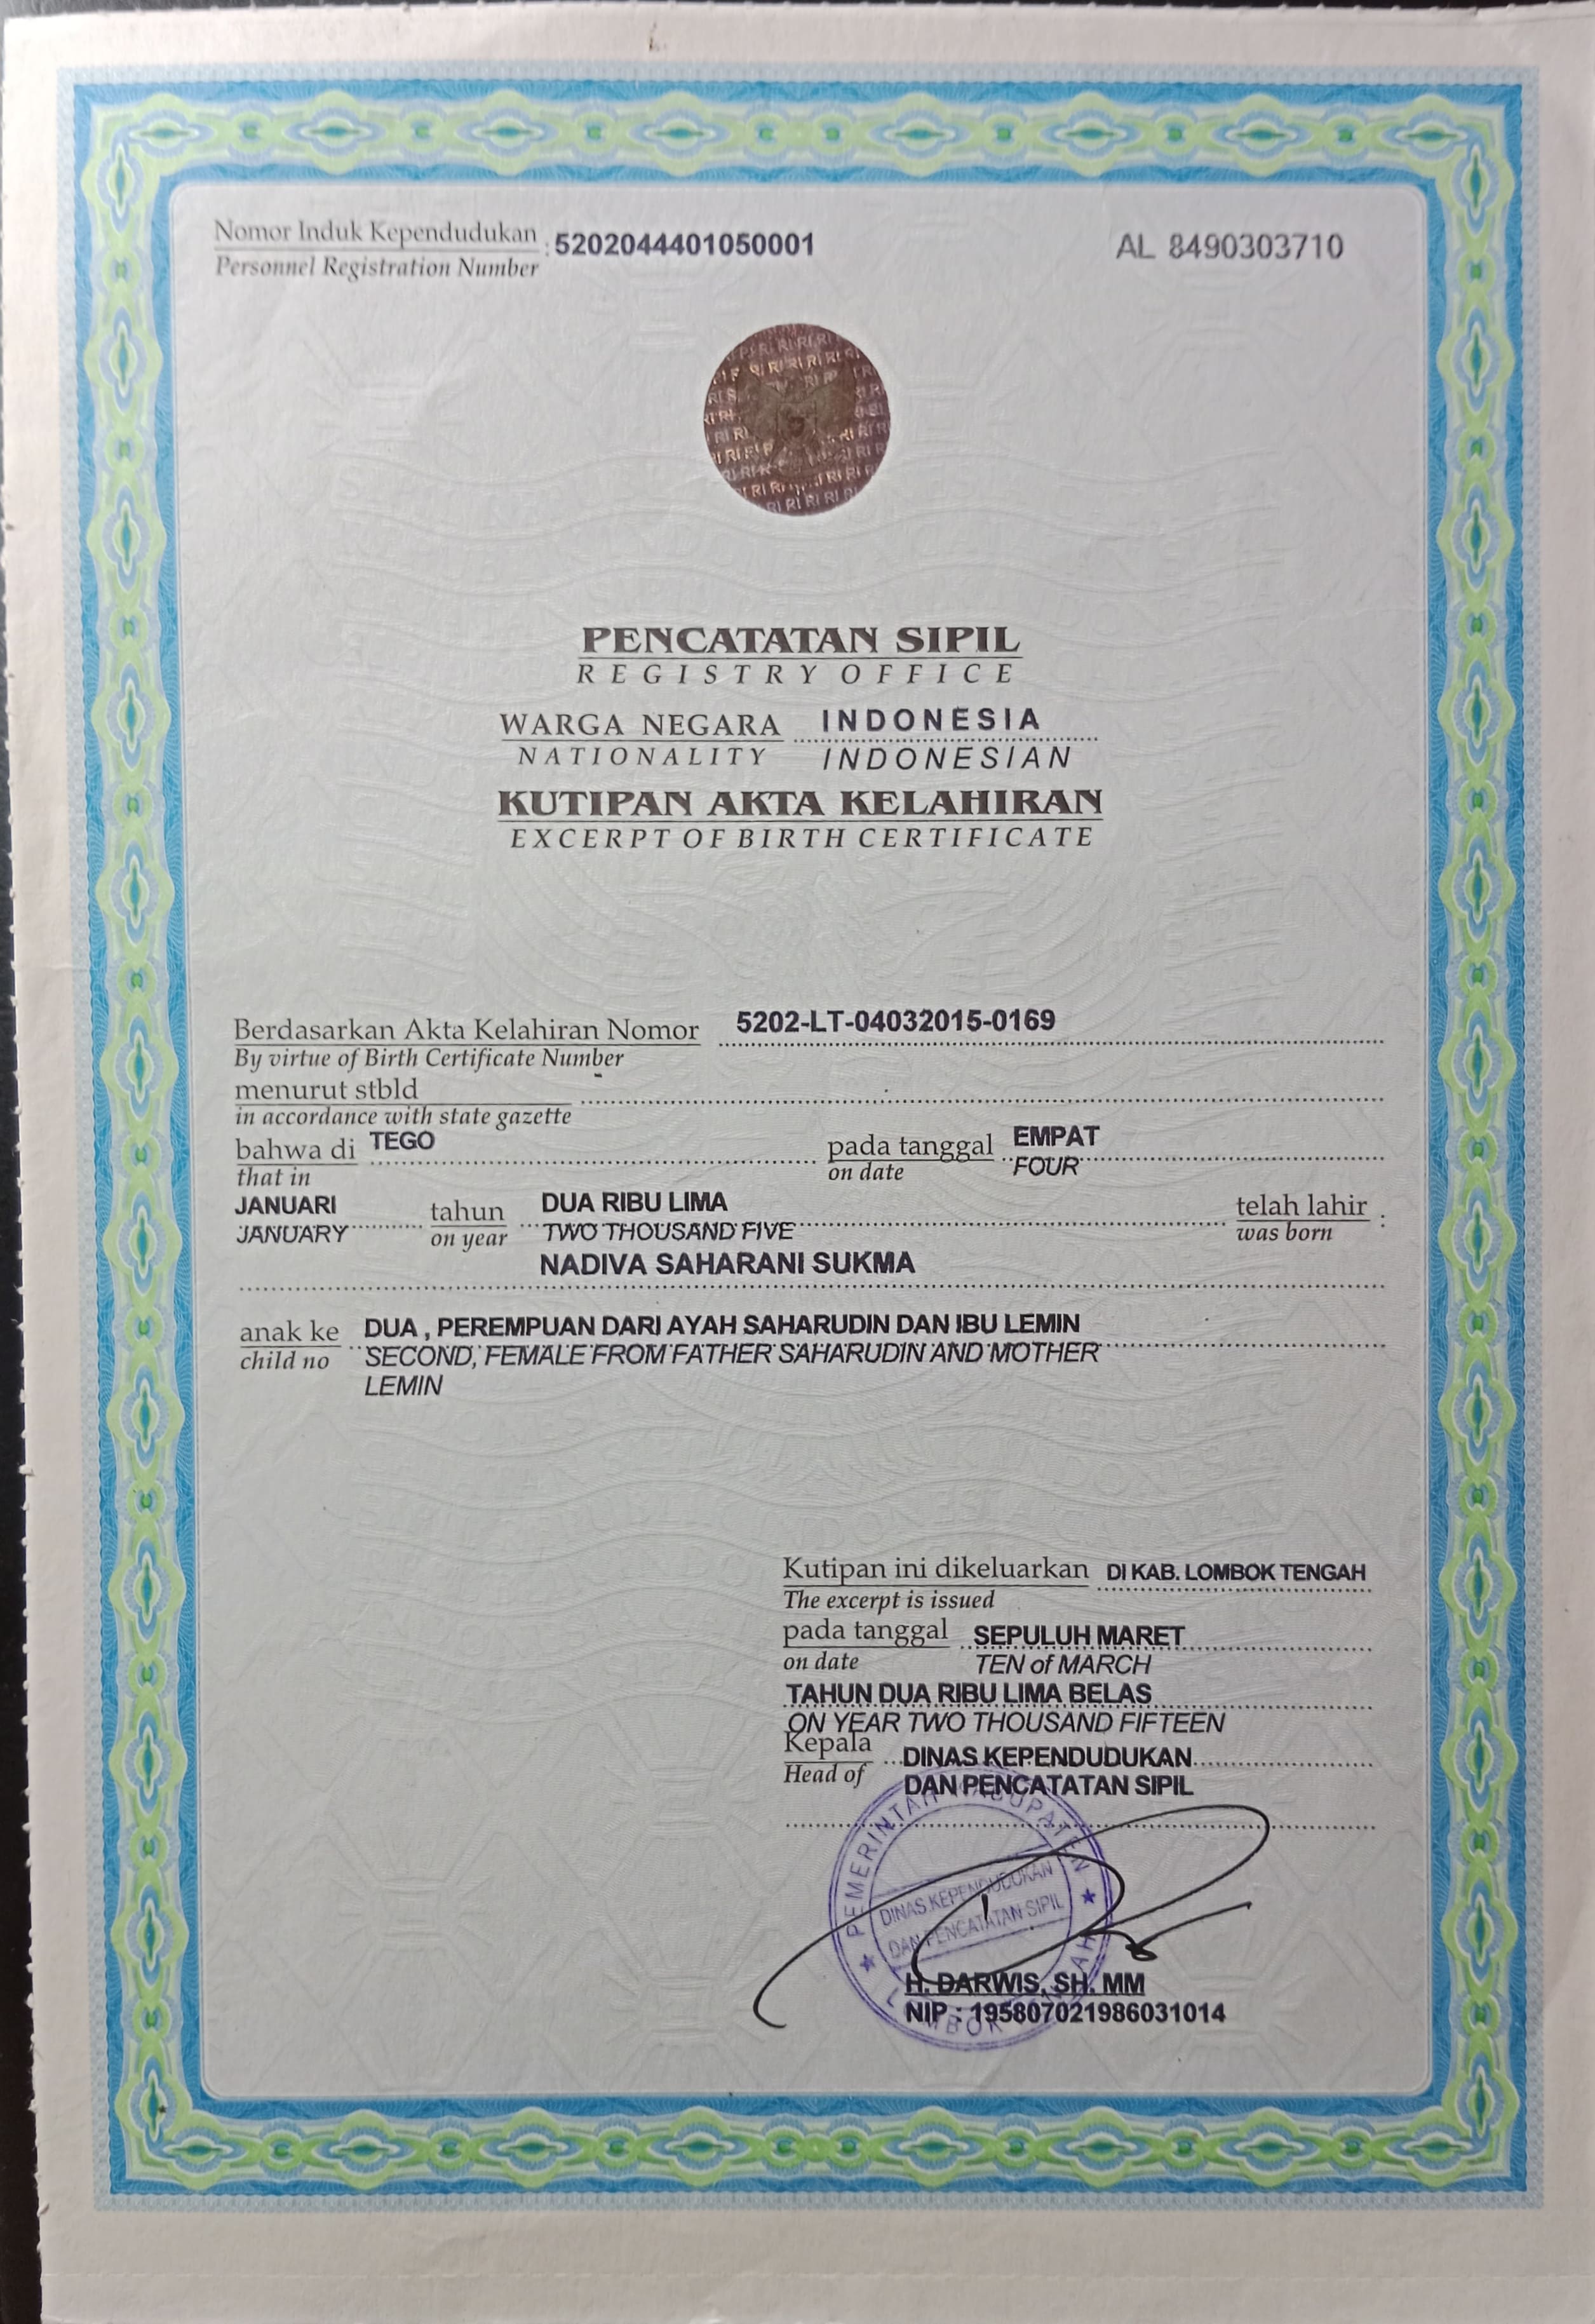 Nomor Induk Kependudukan : 5202044401050001 AL 8490303710
Personnel Registration Number
PENCATATAN SIPIL
REGISTRY OFFICE
WARGA NEGARA INDONESIA
NATIONALITY INDONESIAN
KUTIPAN AKTA KELAHIRAN
EXCERPT OF BIRTH CERTIFICATE
Berdasarkan Akta Kelahiran Nomor 5202-LT-04032015-0169
By virtue of Birth Certificate Number
menurut stbld -
in accordance with state gazette
bahwa di TEGO pada tanggal EMPAT
that in on date FOUR
JANUARI tahun DUA RIBU LIMA telah lahir :
JANUARY on year TWO THOUSAND FIVE was born
NADIVA SAHARANI SUKMA
anak ke DUA , PEREMPUAN DARI AYAH SAHARUDIN DAN IBU LEMIN
child no SECOND, FEMALE FROM FATHER SAHARUDIN AND MOTHER
LEMIN
Kutipan ini dikeluarkan DI KAB. LOMBOK TENGAH
The excerpt is issued
pada tanggal SEPULUH MARET
on date TEN of MARCH
TAHUN DUA RIBU LIMA BELAS
ON YEAR TWO THOUSAND FIFTEEN
Kepala DINAS KEPENDUDUKAN
Head of DAN PENCATATAN SIPIL
PEMERINTAH KABUPATEN
DINAS KEPENDUDUKAN
DAN PENCATATAN SIPIL
H. DARWIS, SH. MM
NIP : 195807021986031014